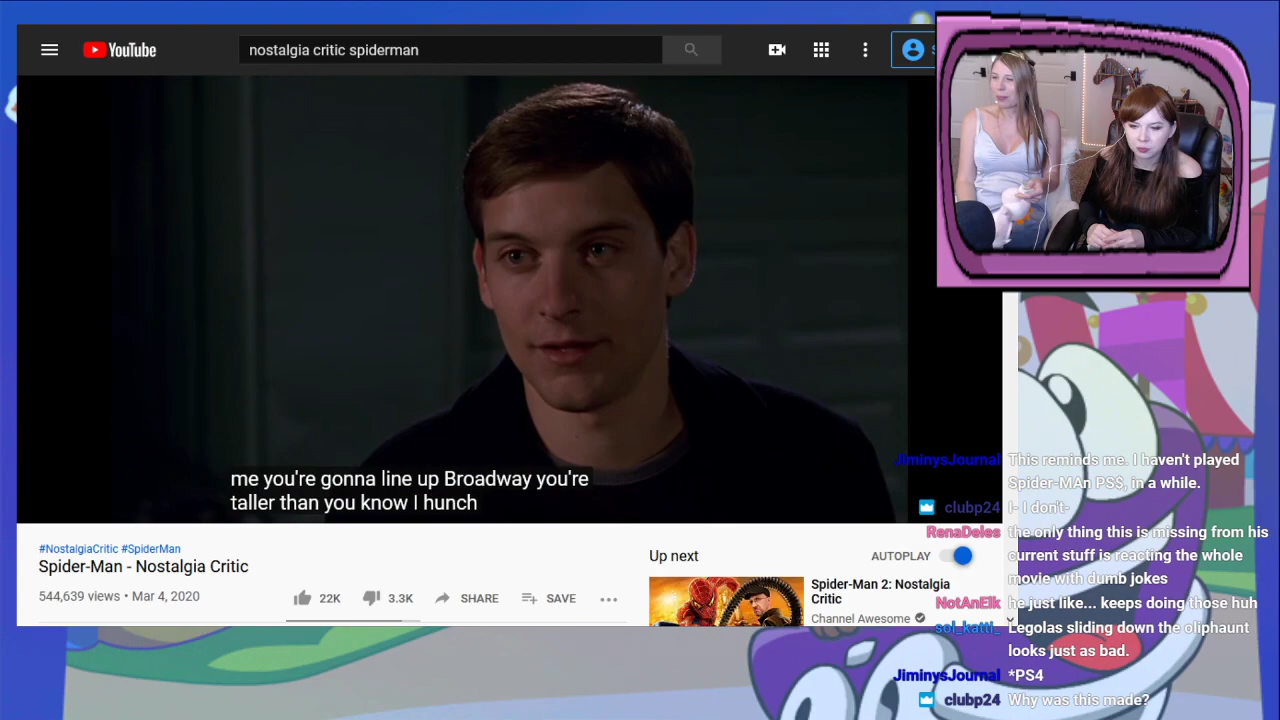 YouTube
nostalgia critic spiderman
me you're gonna line up Broadway you're
taller than you know I hunch
#NostalgiaCritic #SpiderMan
Spider-Man - Nostalgia Critic
544,639 views • Mar 4, 2020
22K
3.3K
SHARE
SAVE
Up next
AUTOPLAY
Spider-Man 2: Nostalgia
Critic
Channel Awesome
JiminysJournal This reminds me. I haven't played
Spider-MAn PS$, in a while.
clubp24 I- I don't-
RenaDeles the only thing this is missing from his
current stuff is reacting the whole
movie with dumb jokes
NotAnElk he just like... keeps doing those huh
sol_katti_ Legolas sliding down the oliphaunt
looks just as bad.
JiminysJournal *PS4
clubp24 Why was this made?